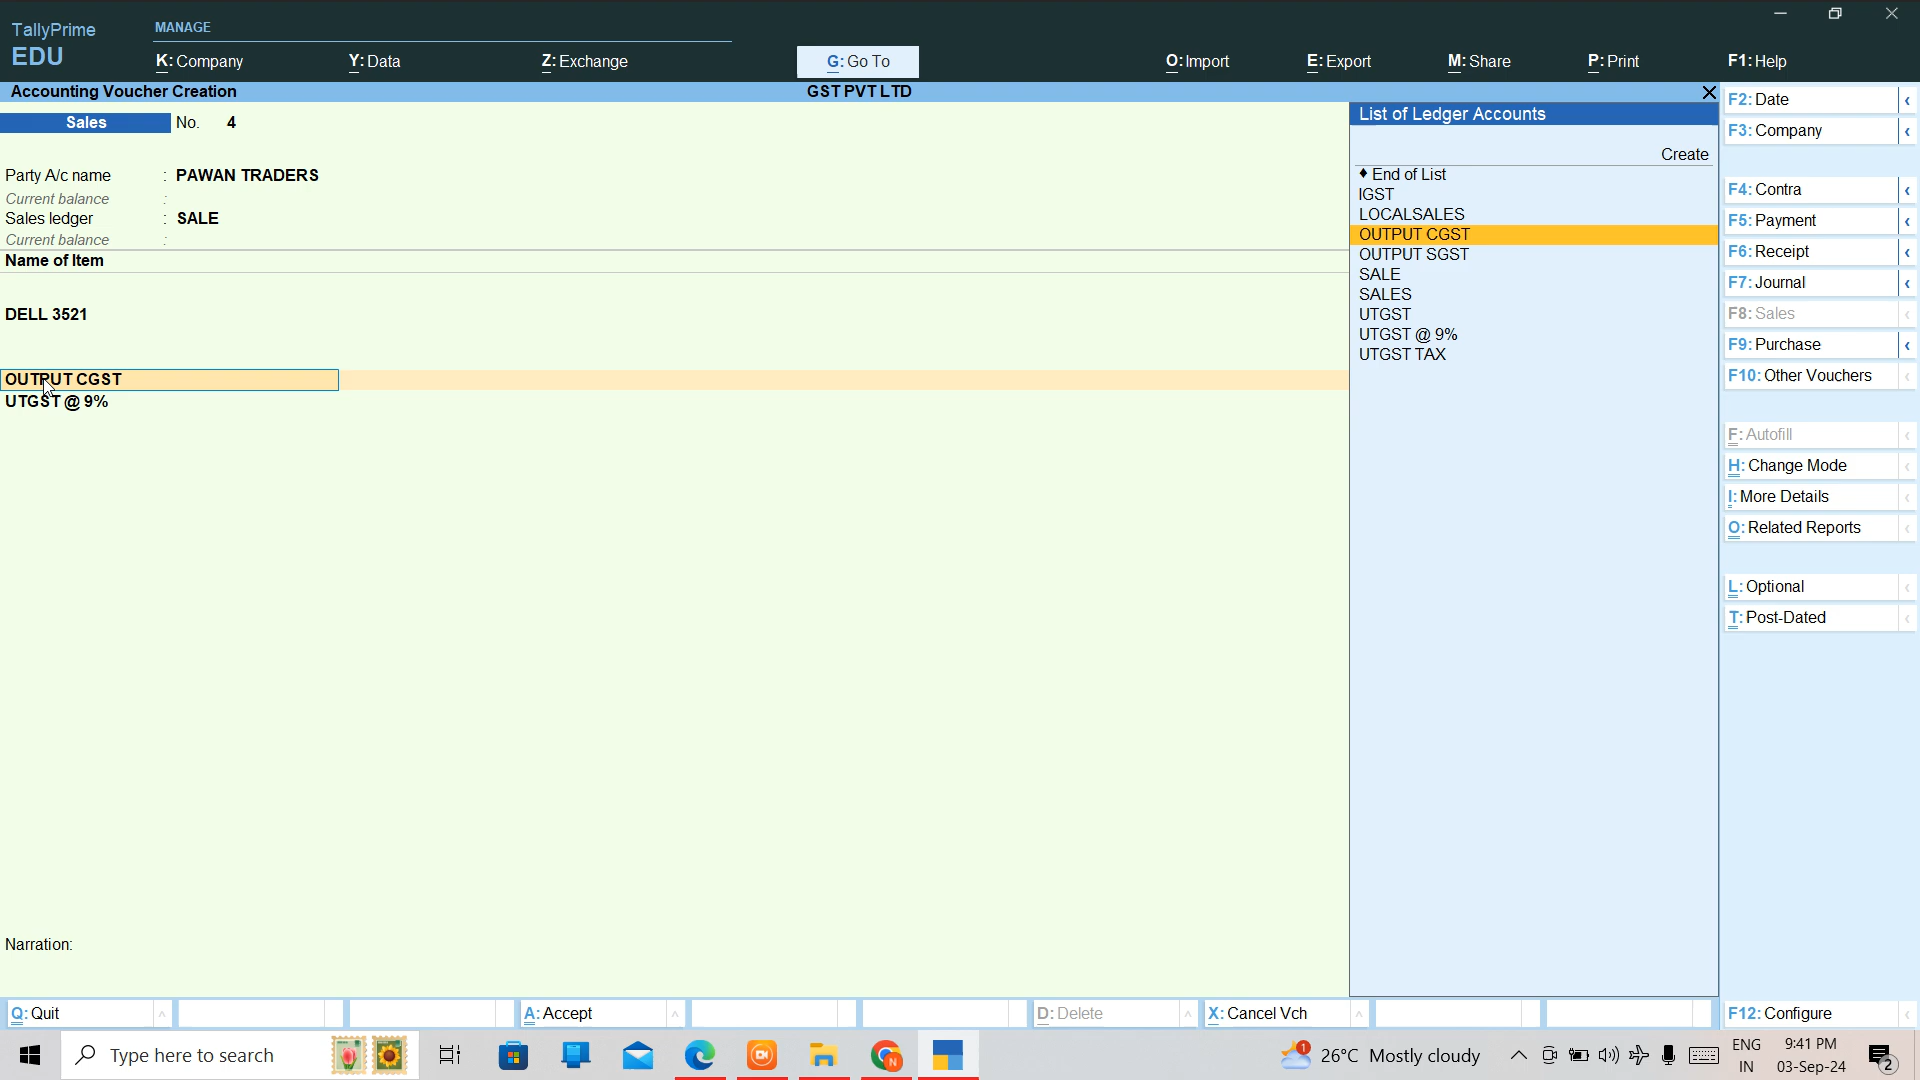 TallyPrime
EDU
MANAGE
K: Company
Y: Data
Z: Exchange
G: Go To
O: Import
E: Export
M: Share
P: Print
F1: Help
Accounting Voucher Creation
GST PVT LTD
Sales No. 4
Party A/c name : PAWAN TRADERS
Current balance :
Sales ledger : SALE
Current balance :
Name of Item
DELL 3521
OUTPUT CGST
UTGST @ 9%
Narration:
List of Ledger Accounts
Create
♦ End of List
IGST
LOCALSALES
OUTPUT CGST
OUTPUT SGST
SALE
SALES
UTGST
UTGST @ 9%
UTGST TAX
F2: Date
F3: Company
F4: Contra
F5: Payment
F6: Receipt
F7: Journal
F8: Sales
F9: Purchase
F10: Other Vouchers
F: Autofill
H: Change Mode
I: More Details
O: Related Reports
L: Optional
T: Post-Dated
F12: Configure
Q: Quit
A: Accept
D: Delete
X: Cancel Vch
Type here to search
N
1
26°C Mostly cloudy
ENG
IN
9:41 PM
03-Sep-24
2